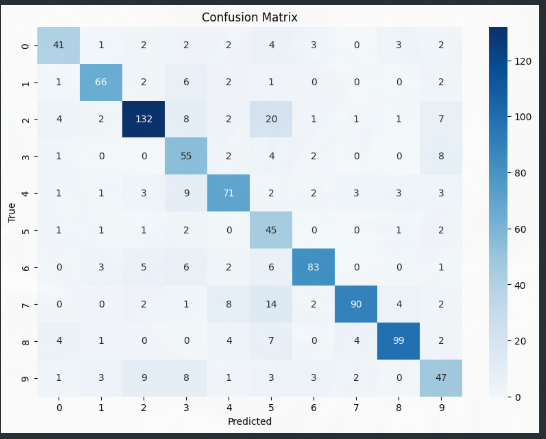 Confusion Matrix
0 41 1 2 2 2 4 3 0 3 2
1 1 66 2 6 2 1 0 0 0 2
2 4 2 132 8 2 20 1 1 1 7
3 1 0 0 55 2 4 2 0 0 8
4 1 1 3 9 71 2 2 3 3 3
5 1 1 1 2 0 45 0 0 1 2
6 0 3 5 6 2 6 83 0 0 1
7 0 0 2 1 8 14 2 90 4 2
8 4 1 0 0 4 7 0 4 99 2
9 1 3 9 8 1 3 3 2 0 47
0 1 2 3 4 5 6 7 8 9
Predicted
True
120
100
80
60
40
20
0